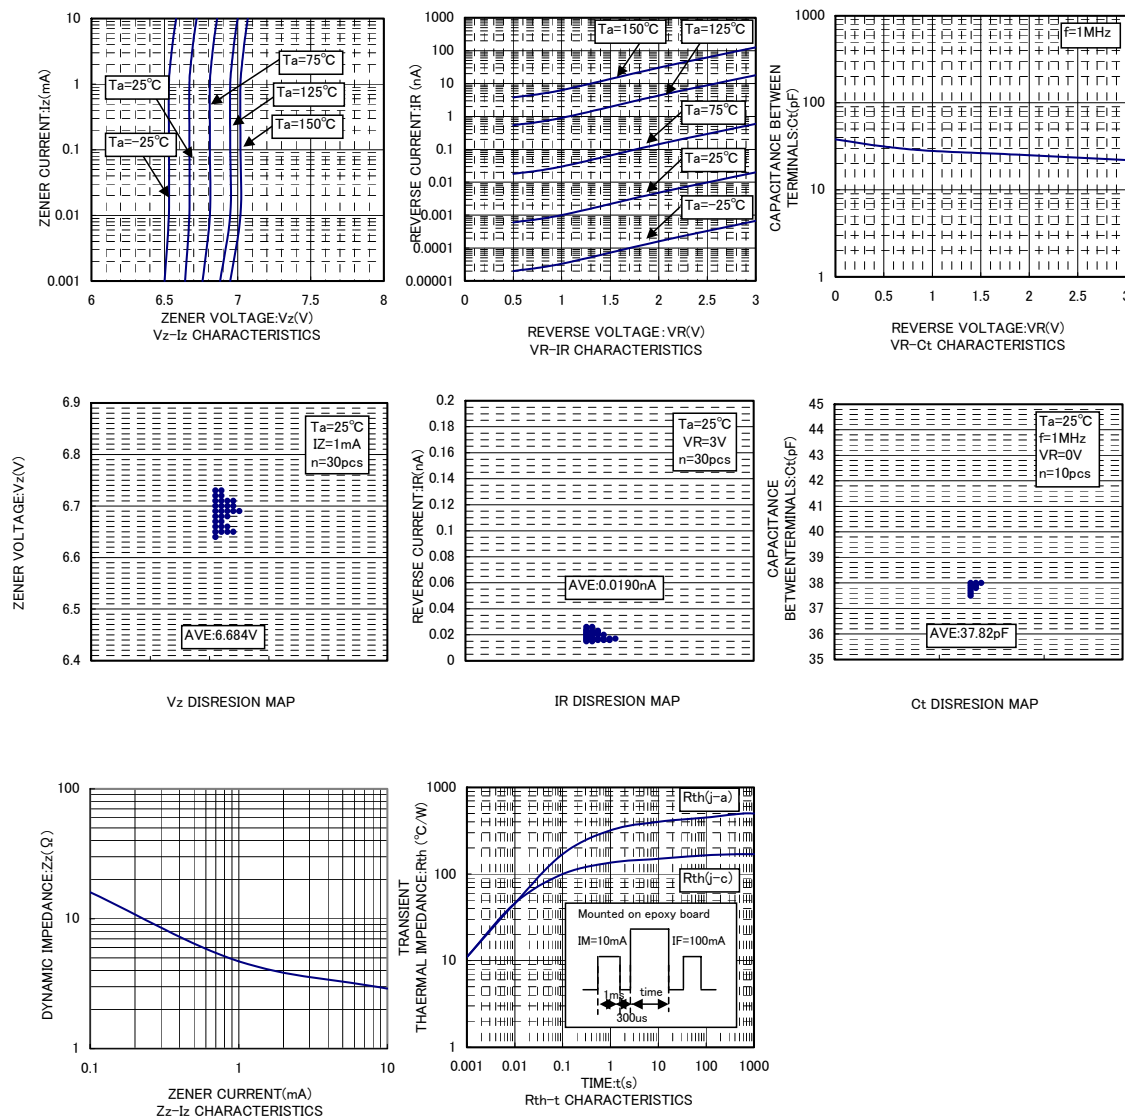 10
1
0.1
0.01
0.001
6
6.5
7
7.5
8
ZENER CURRENT:Iz(mA)
Ta=75℃
Ta=25℃
Ta=125℃
Ta=150℃
Ta=-25℃
ZENER VOLTAGE:Vz(V)
Vz-Iz CHARACTERISTICS
1000
100
10
1
0.1
0.01
0.001
0.0001
0.00001
0
0.5
1
1.5
2
2.5
3
REVERSE CURRENT:IR (nA)
Ta=150℃
Ta=125℃
Ta=75℃
Ta=25℃
Ta=-25℃
REVERSE VOLTAGE:VR(V)
VR-IR CHARACTERISTICS
1000
100
10
1
0
0.5
1
1.5
2
2.5
3
CAPACITANCE BETWEEN
TERMINALS:Ct(pF)
f=1MHz
REVERSE VOLTAGE:VR(V)
VR-Ct CHARACTERISTICS
6.9
6.8
6.7
6.6
6.5
6.4
ZENER VOLTAGE:Vz(V)
Ta=25℃
IZ=1mA
n=30pcs
AVE:6.684V
Vz DISRESION MAP
0.2
0.18
0.16
0.14
0.12
0.1
0.08
0.06
0.04
0.02
0
REVERSE CURRENT:IR(nA)
Ta=25℃
VR=3V
n=30pcs
AVE:0.0190nA
IR DISRESION MAP
45
44
43
42
41
40
39
38
37
36
35
CAPACITANCE
BETWEENTERMINALS:Ct(pF)
Ta=25℃
f=1MHz
VR=0V
n=10pcs
AVE:37.82pF
Ct DISRESION MAP
100
10
1
0.1
1
10
DYNAMIC IMPEDANCE:Zz(Ω)
ZENER CURRENT(mA)
Zz-Iz CHARACTERISTICS
1000
100
10
1
0.001
0.01
0.1
1
10
100
1000
TRANSIENT
THAERMAL IMPEDANCE:Rth (℃/W)
Rth(j-a)
Rth(j-c)
Mounted on epoxy board
IM=10mA
IF=100mA
1ms
time
300us
TIME:t(s)
Rth-t CHARACTERISTICS